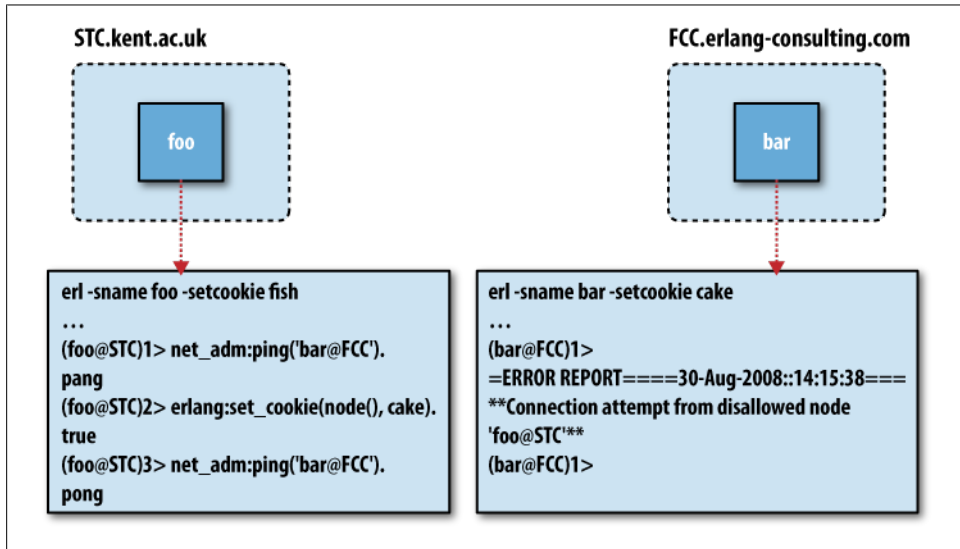 STC.kent.ac.uk
FCC.erlang-consulting.com
foo
bar
erl -sname foo -setcookie fish
...
(foo@STC)1> net_adm:ping('bar@FCC').
pang
(foo@STC)2> erlang:set_cookie(node(), cake).
true
(foo@STC)3> net_adm:ping('bar@FCC').
pong
erl -sname bar -setcookie cake
...
(bar@FCC)1>
=ERROR REPORT====30-Aug-2008::14:15:38===
**Connection attempt from disallowed node
'foo@STC'**
(bar@FCC)1>